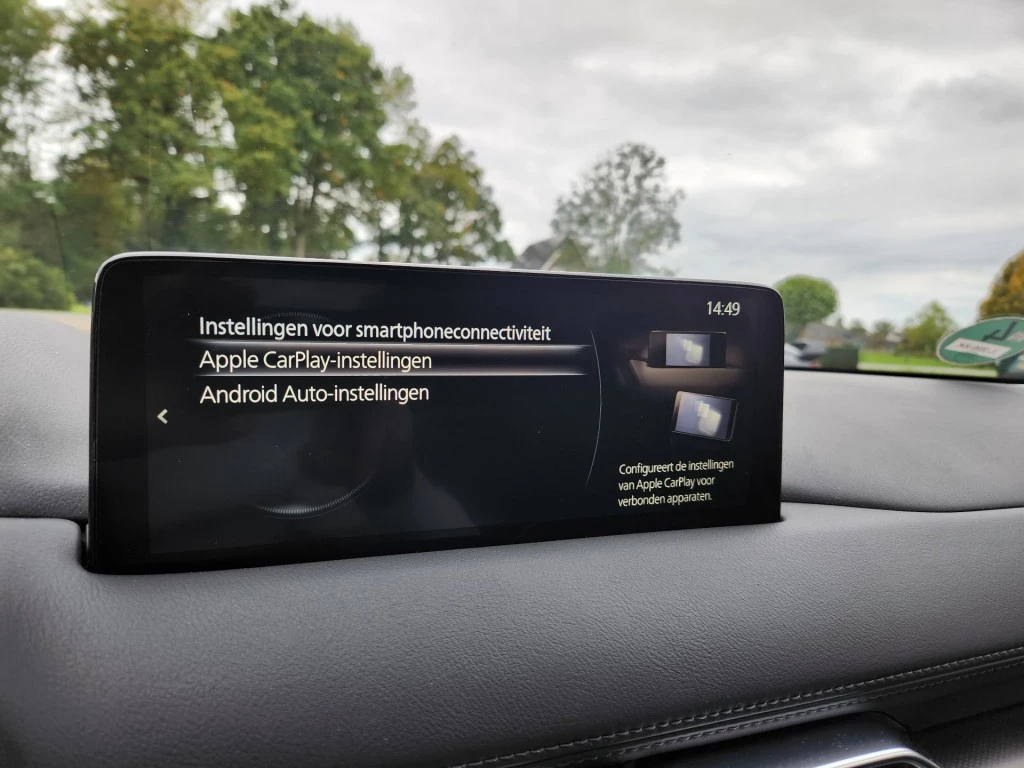 14:49
Instellingen voor smartphoneconnectiviteit
Apple CarPlay-instellingen
Android Auto-instellingen
Configureert de instellingen
van Apple CarPlay voor
verbonden apparaten.